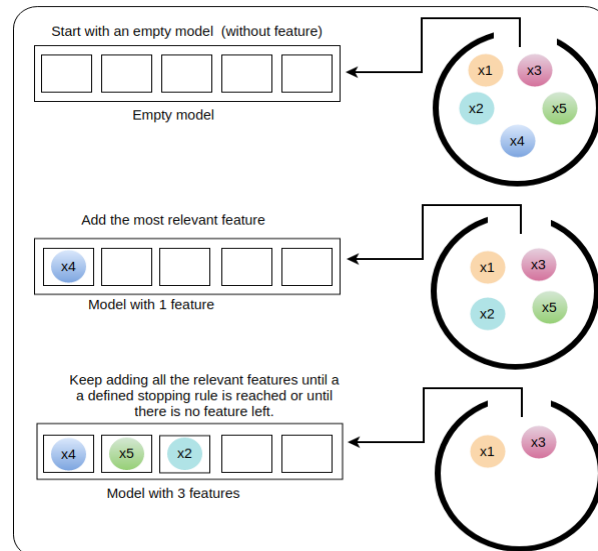 Start with an empty model (without feature)
x1
x3
x2
x5
x4
Empty model
Add the most relevant feature
x4
x1
x3
x2
x5
Model with 1 feature
Keep adding all the relevant features until a
a defined stopping rule is reached or until
there is no feature left.
x4
x5
x2
x1
x3
Model with 3 features